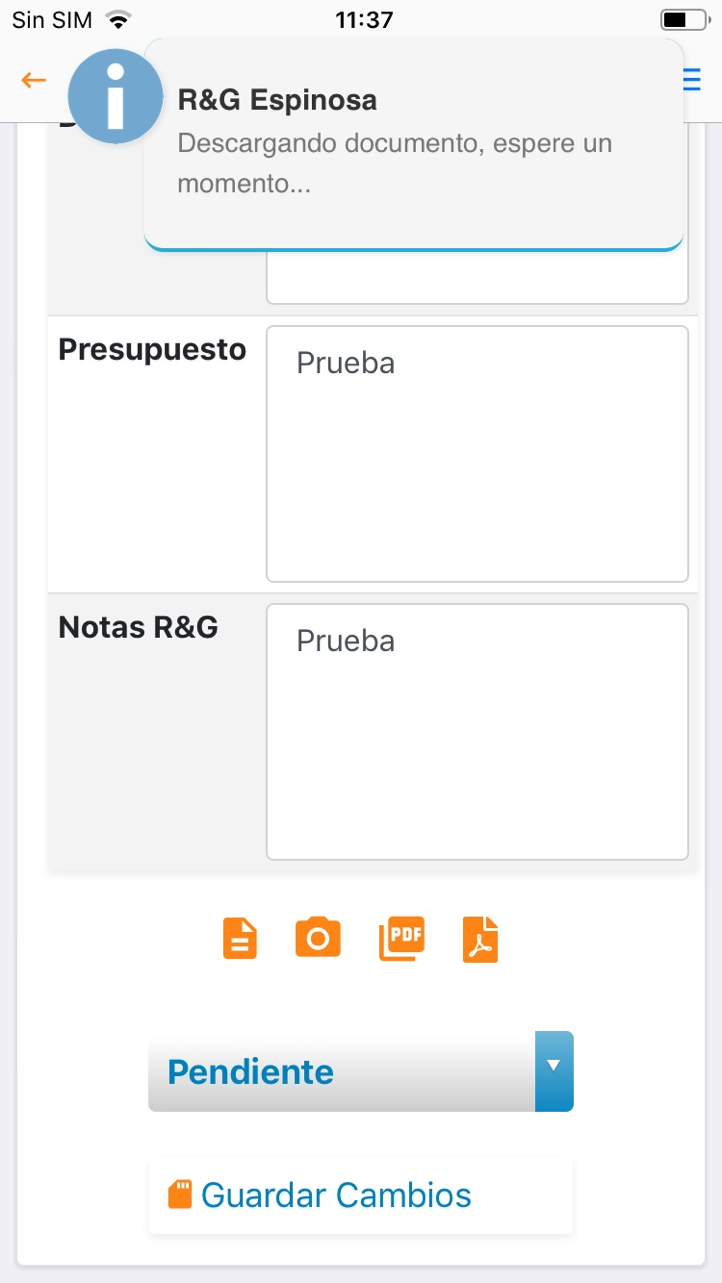 Sin SIM 11:37
R&G Espinosa
Descargando documento, espere un
momento...
Presupuesto
Prueba
Notas R&G
Prueba
PDF
Pendiente
Guardar Cambios